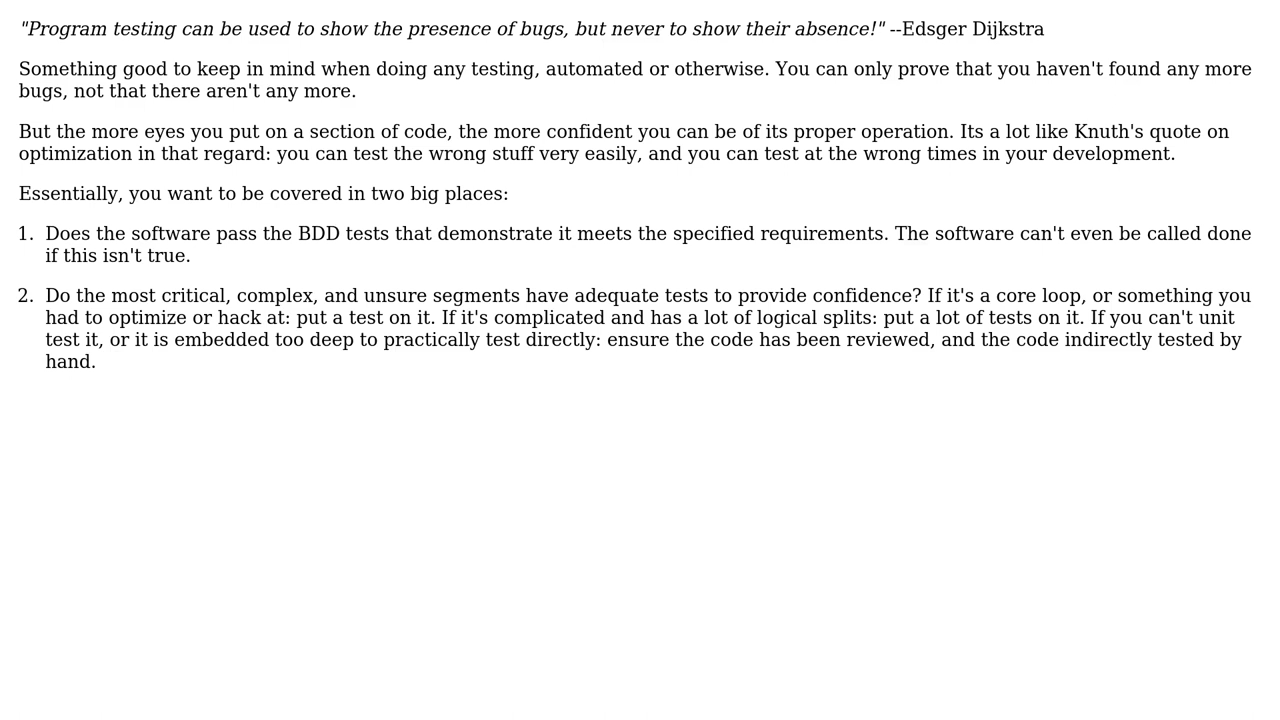 "Program testing can be used to show the presence of bugs, but never to show their absence!" --Edsger Dijkstra
Something good to keep in mind when doing any testing, automated or otherwise. You can only prove that you haven't found any more
bugs, not that there aren't any more.
But the more eyes you put on a section of code, the more confident you can be of its proper operation. Its a lot like Knuth's quote on
optimization in that regard: you can test the wrong stuff very easily, and you can test at the wrong times in your development.
Essentially, you want to be covered in two big places:
1. Does the software pass the BDD tests that demonstrate it meets the specified requirements. The software can't even be called done
if this isn't true.
2. Do the most critical, complex, and unsure segments have adequate tests to provide confidence? If it's a core loop, or something you
had to optimize or hack at: put a test on it. If it's complicated and has a lot of logical splits: put a lot of tests on it. If you can't unit
test it, or it is embedded too deep to practically test directly: ensure the code has been reviewed, and the code indirectly tested by
hand.